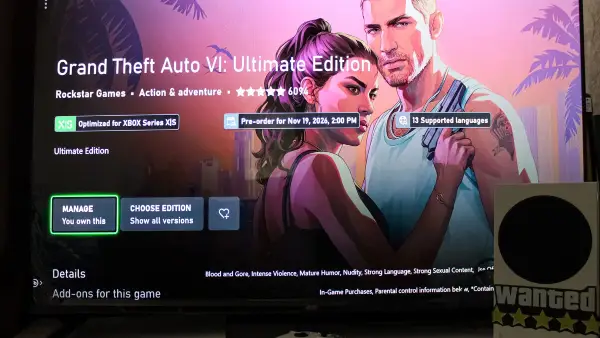 Grand Theft Auto VI: Ultimate Edition
Rockstar Games • Action & adventure • ★★★★★ 60%
X|S Optimized for XBOX Series X|S
Pre-order for Nov 19, 2026, 2:00 PM
13 Supported languages
Ultimate Edition
MANAGE
You own this
CHOOSE EDITION
Show all versions
Details
Blood and Gore, Intense Violence, Mature Humor, Nudity, Strong Language, Strong Sexual Content,
Add-ons for this game
In-Game Purchases, Parental control information *Contain
Wanted